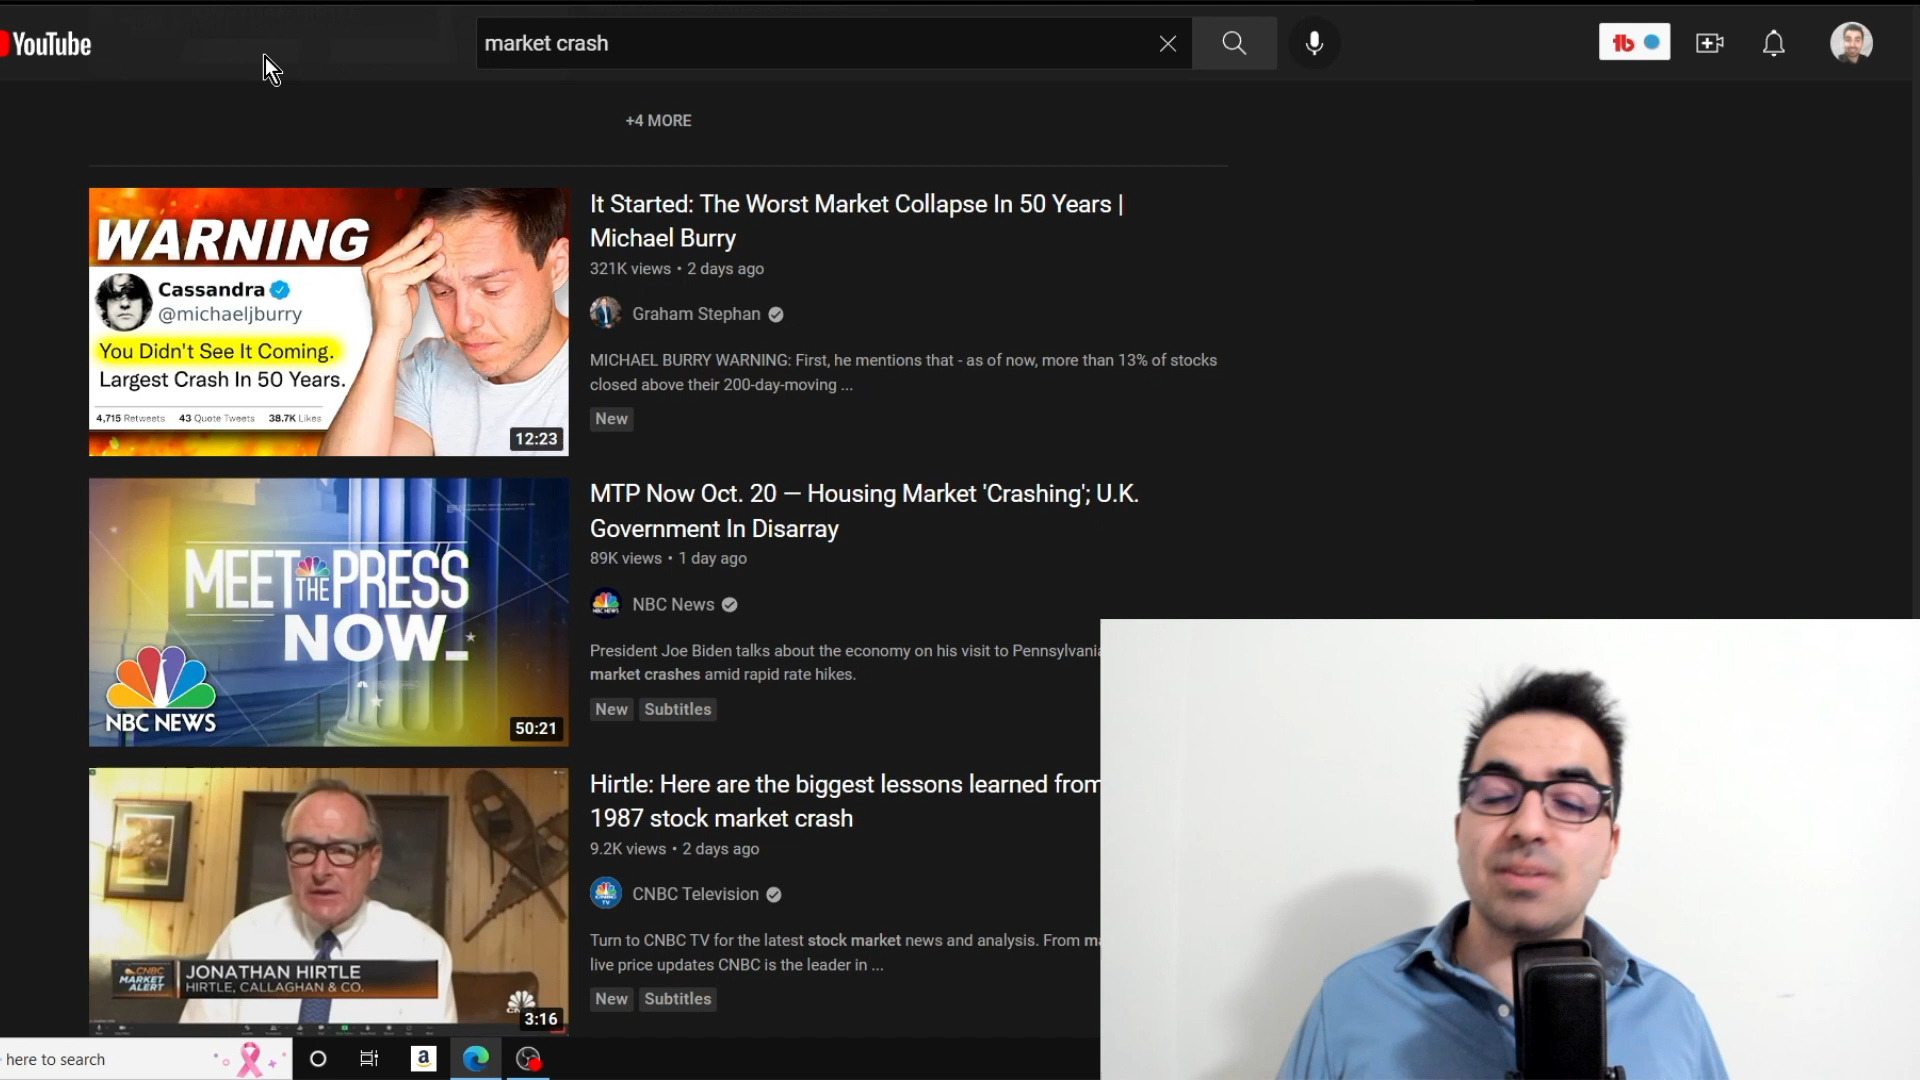 YouTube
market crash
+4 MORE
WARNING
Cassandra
@michaeljburry
You Didn't See It Coming.
Largest Crash In 50 Years.
4,715 Retweets 43 Quote Tweets 38.7K Likes
12:23
It Started: The Worst Market Collapse In 50 Years |
Michael Burry
321K views • 2 days ago
Graham Stephan
MICHAEL BURRY WARNING: First, he mentions that - as of now, more than 13% of stocks
closed above their 200-day-moving ...
New
MEET THE PRESS
NOW
NBC NEWS
50:21
MTP Now Oct. 20 — Housing Market 'Crashing'; U.K.
Government In Disarray
89K views • 1 day ago
NBC News
President Joe Biden talks about the economy on his visit to Pennsylvania
market crashes amid rapid rate hikes.
New Subtitles
CNBC
MARKET
ALERT
JONATHAN HIRTLE
HIRTLE, CALLAGHAN & CO.
3:16
Hirtle: Here are the biggest lessons learned from
1987 stock market crash
9.2K views • 2 days ago
CNBC Television
Turn to CNBC TV for the latest stock market news and analysis. From
live price updates CNBC is the leader in ...
New Subtitles
here to search